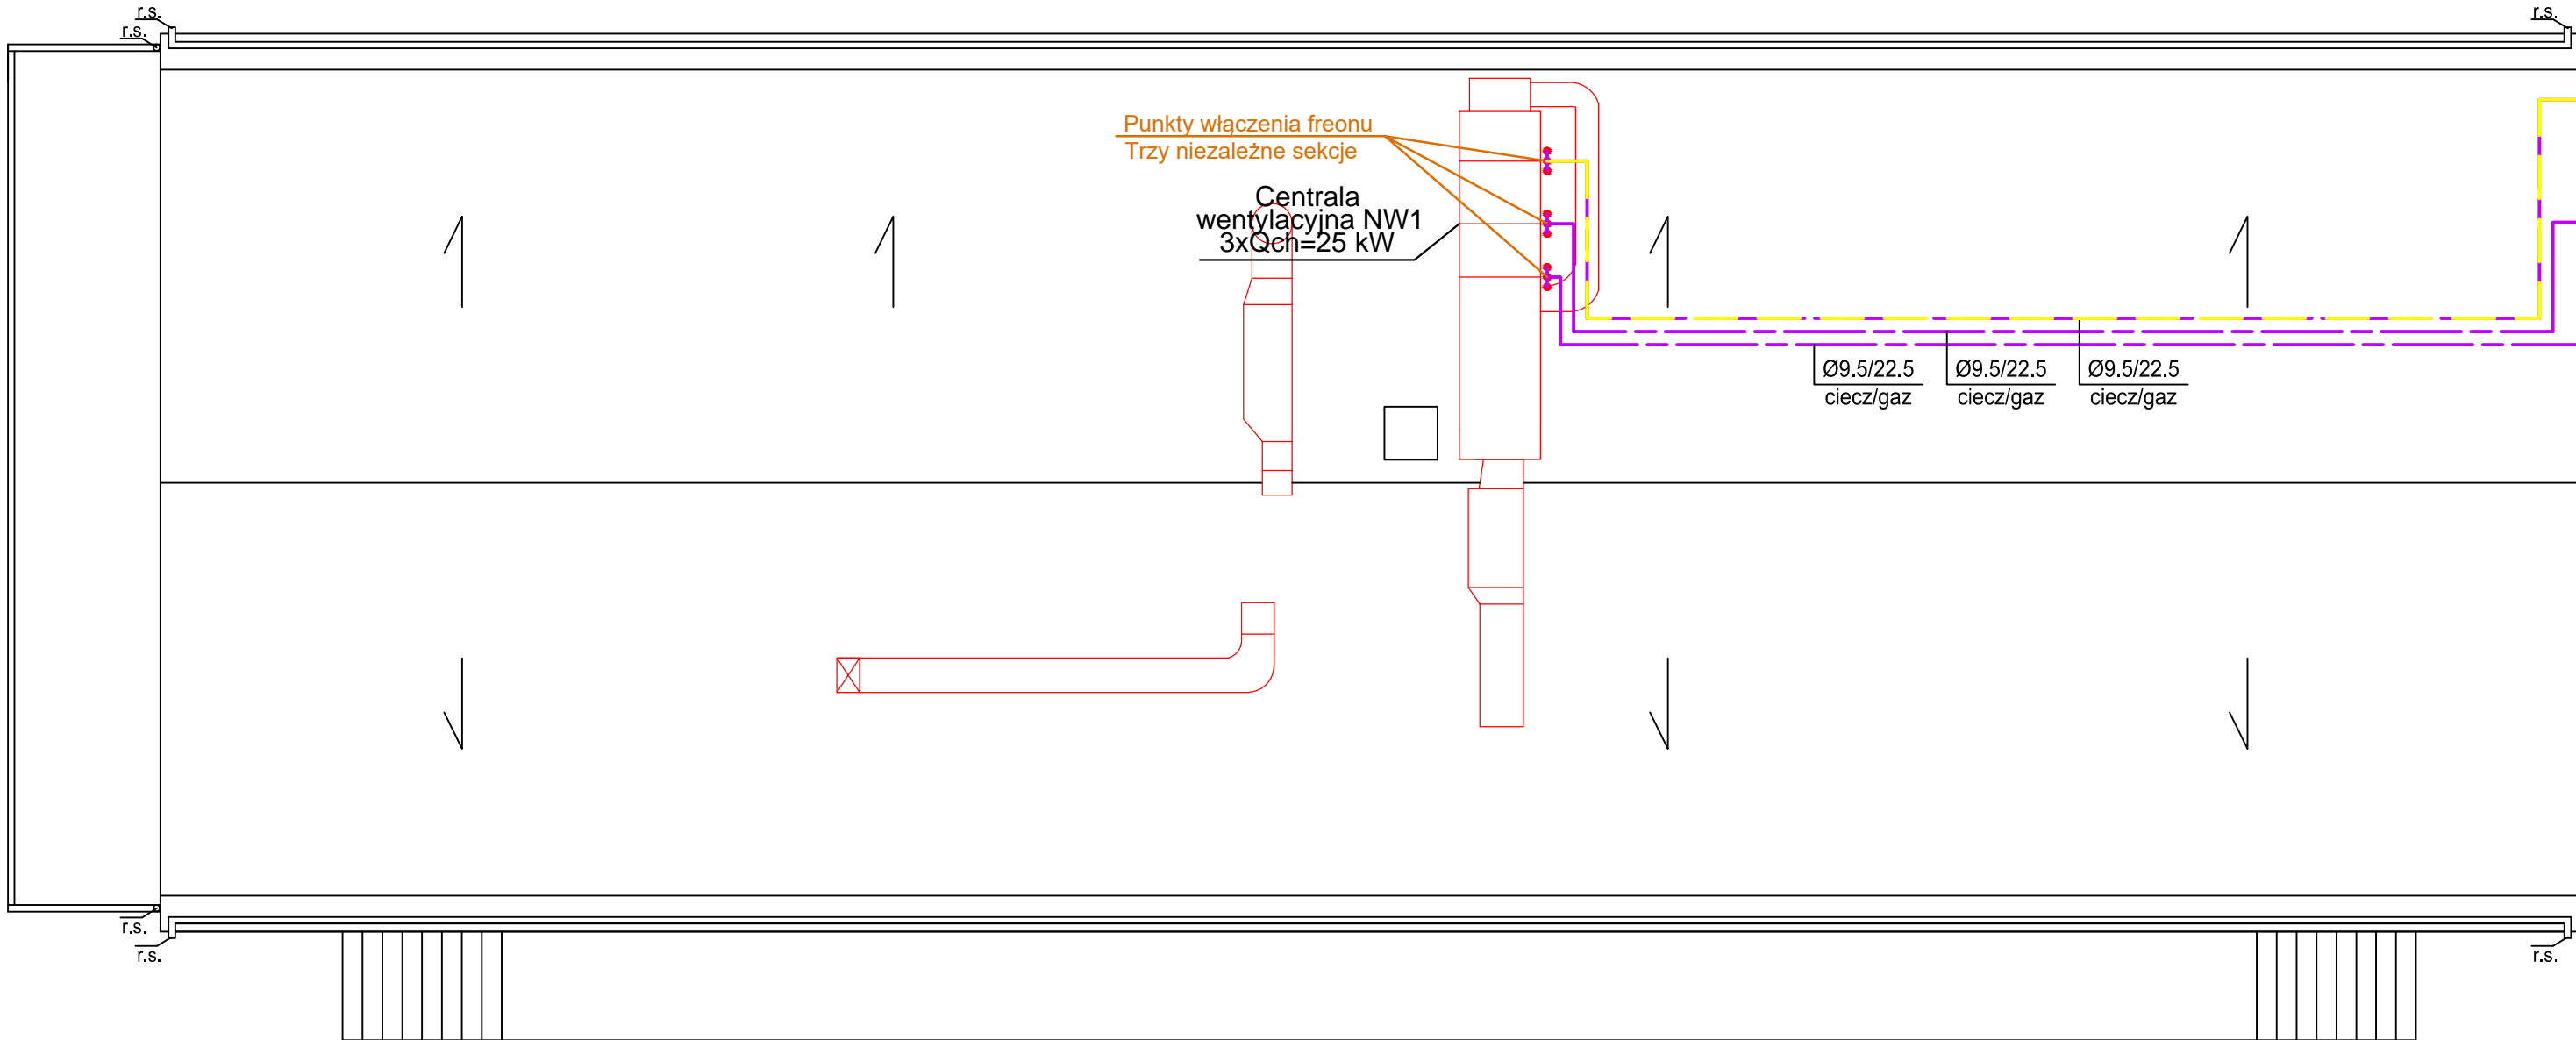 r.s.
r.s.
r.s.
Punkty włączenia freonu
Trzy niezależne sekcje
Centrala
wentylacyjna NW1
3xQch=25 kW
Ø9.5/22.5
ciecz/gaz
Ø9.5/22.5
ciecz/gaz
Ø9.5/22.5
ciecz/gaz
r.s.
r.s.
r.s.